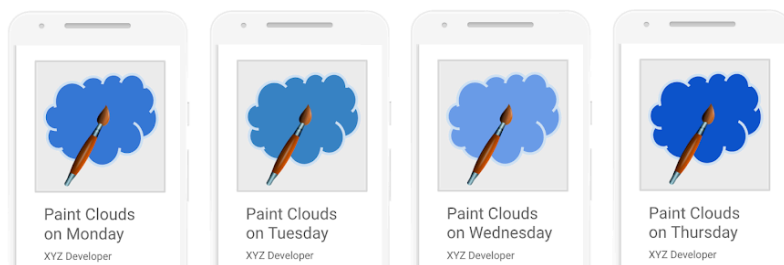 Paint Clouds
on Monday
XYZ Developer
Paint Clouds
on Tuesday
XYZ Developer
Paint Clouds
on Wednesday
XYZ Developer
Paint Clouds
on Thursday
XYZ Developer